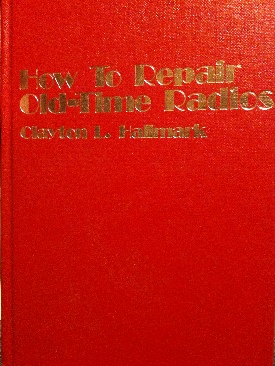 How To Repair
Old-Time Radios
Clayton L. Hallmark